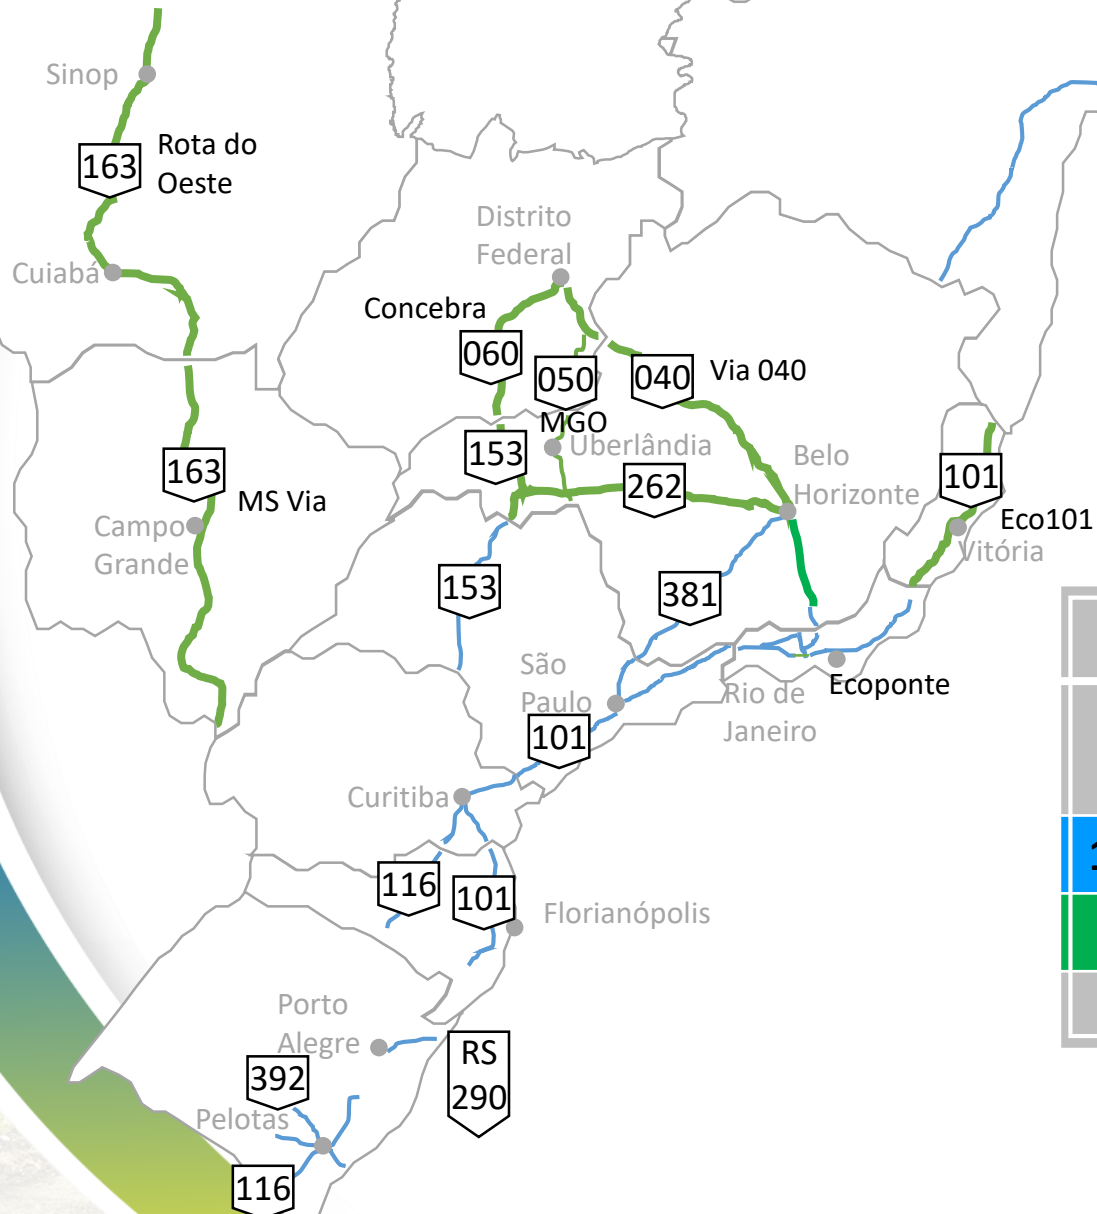 Sinop
163
Rota do
Oeste
Cuiabá
Distrito
Federal
Concebra
060
050
040
Via 040
MGO
153
Uberlândia
262
Belo
Horizonte
101
Eco101
Vitória
163
MS Via
Campo
Grande
153
381
São
Paulo
Rio de
Janeiro
Ecoponte
101
Curitiba
116
101
Florianópolis
Porto
Alegre
RS
290
392
Pelotas
116